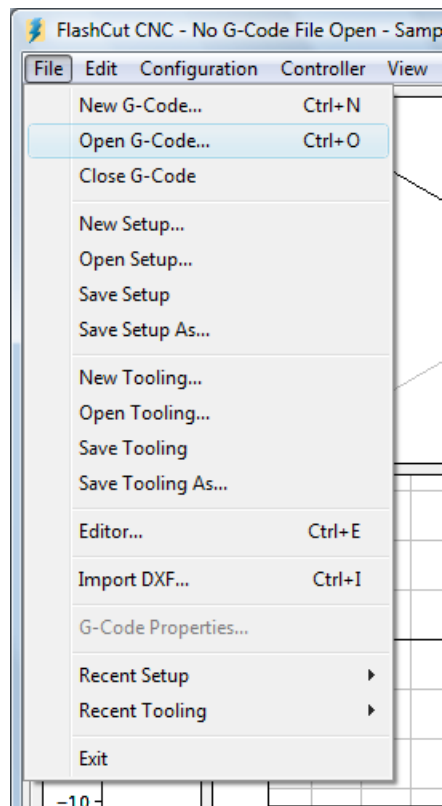 FlashCut CNC - No G-Code File Open - Samp
File Edit Configuration Controller View
New G-Code... Ctrl+N
Open G-Code... Ctrl+O
Close G-Code
New Setup...
Open Setup...
Save Setup
Save Setup As...
New Tooling...
Open Tooling...
Save Tooling
Save Tooling As...
Editor... Ctrl+E
Import DXF... Ctrl+I
G-Code Properties...
Recent Setup
Recent Tooling
Exit
-10